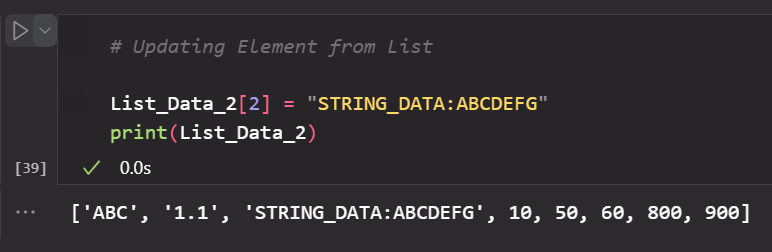 # Updating Element from List
List_Data_2[2] = "STRING_DATA:ABCDEFG"
print(List_Data_2)
[39]
0.0s
['ABC', '1.1', 'STRING_DATA:ABCDEFG', 10, 50, 60, 800, 900]